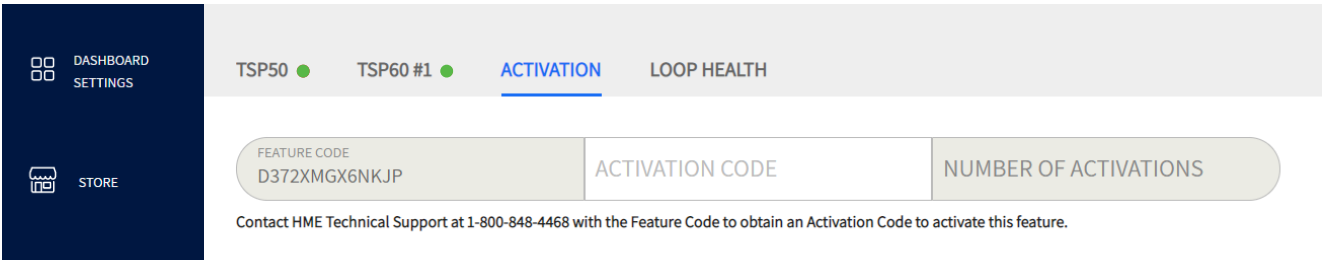 DASHBOARD
SETTINGS
STORE
TSP50
TSP60 #1
ACTIVATION
LOOP HEALTH
FEATURE CODE
D372XMGX6NKJP
ACTIVATION CODE
NUMBER OF ACTIVATIONS
Contact HME Technical Support at 1-800-848-4468 with the Feature Code to obtain an Activation Code to activate this feature.